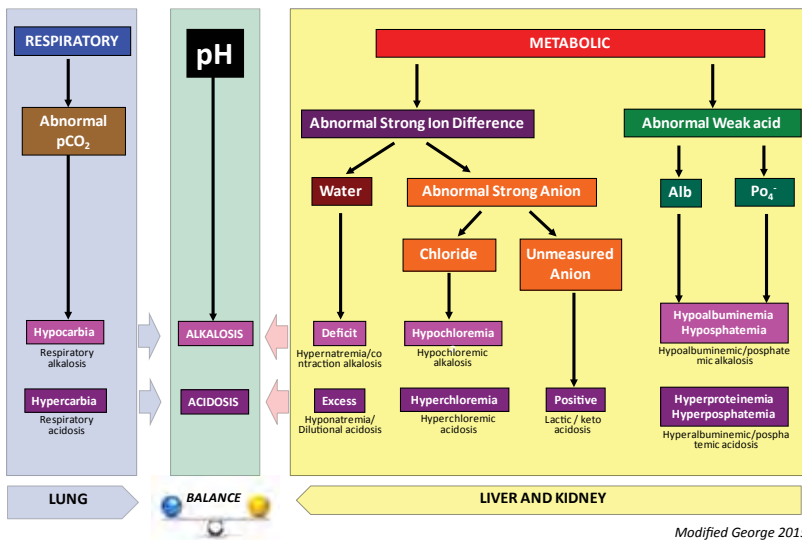 RESPIRATORY
pH
METABOLIC
Abnormal
pCO₂
Abnormal Strong Ion Difference
Abnormal Weak acid
Water
Abnormal Strong Anion
Alb
Po₄⁻
Chloride
Unmeasured
Anion
Hypocarbia
Respiratory
alkalosis
ALKALOSIS
Deficit
Hypernatremia/co
ntraction alkalosis
Hypochloremia
Hypochloremic
alkalosis
Hypoalbuminemia
Hyposphatemia
Hypoalbuminemic/posphate
mic alkalosis
Hypercarbia
Respiratory
acidosis
ACIDOSIS
Excess
Hyponatremia/
Dilutional acidosis
Hyperchloremia
Hyperchloremic
acidosis
Positive
Lactic / keto
acidosis
Hyperproteinemia
Hyperposphatemia
Hyperalbuminemic/pospha
temic acidosis
LUNG
BALANCE
LIVER AND KIDNEY
Modified George 2015